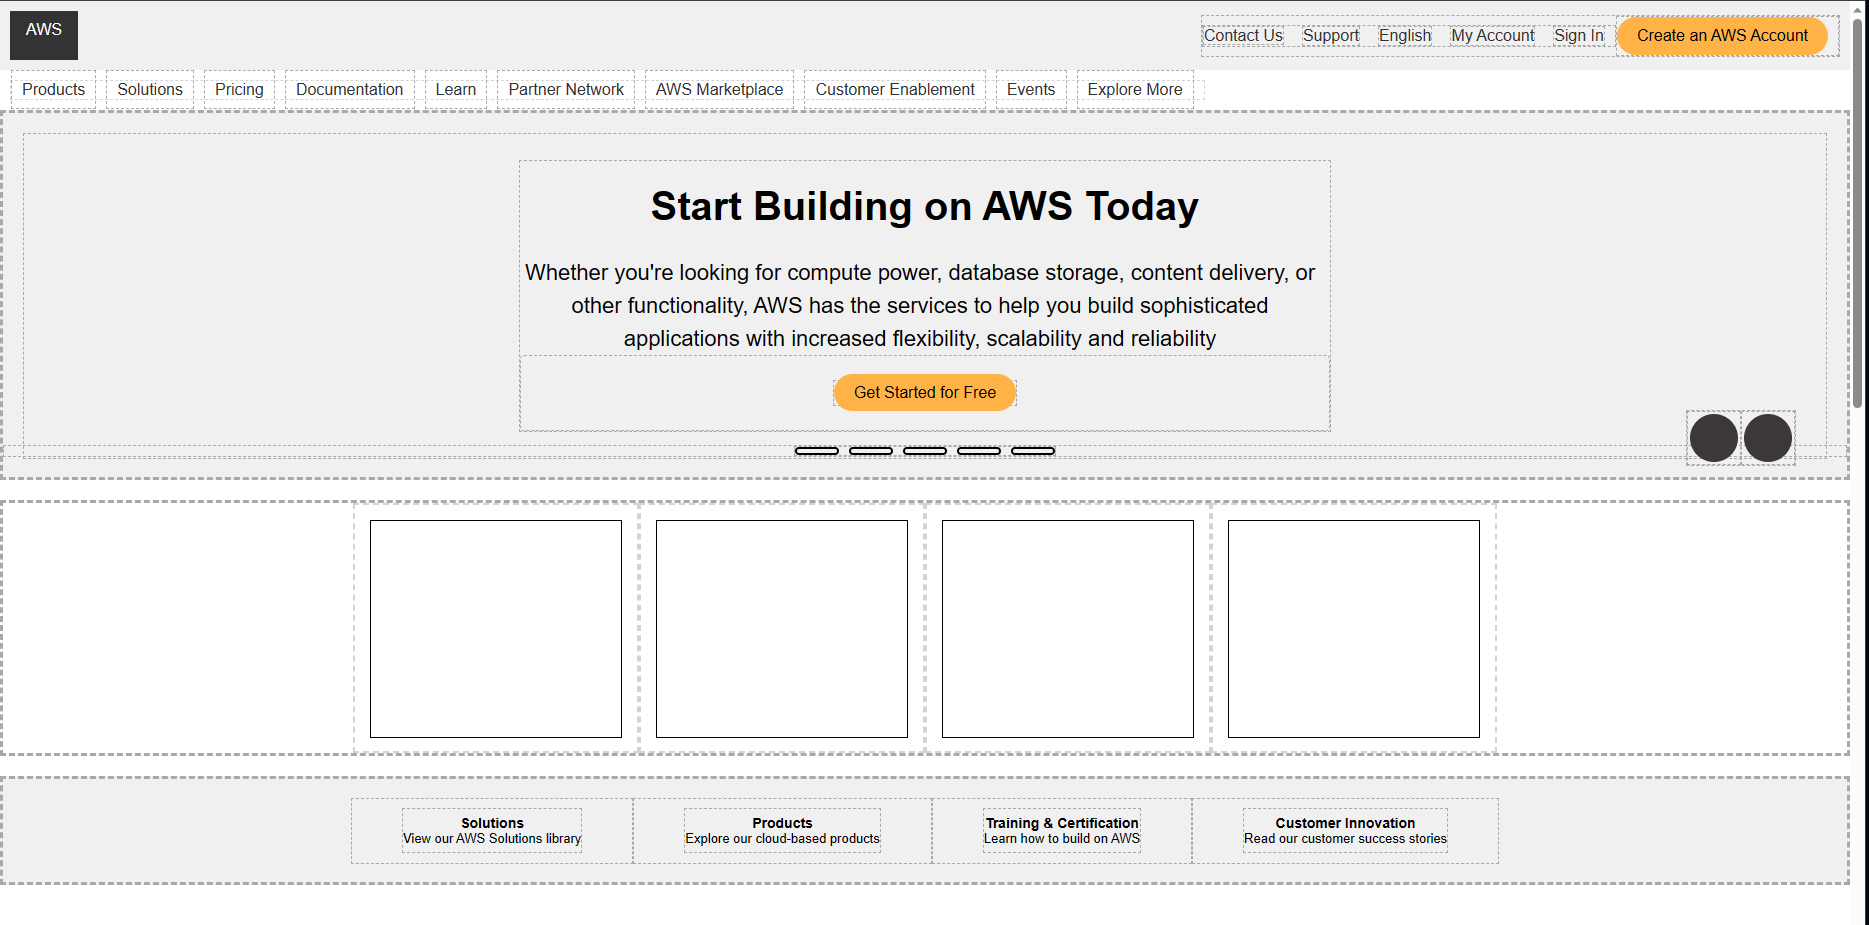 AWS
Contact Us Support English My Account Sign In Create an AWS Account
Products Solutions Pricing Documentation Learn Partner Network AWS Marketplace Customer Enablement Events Explore More
Start Building on AWS Today
Whether you're looking for compute power, database storage, content delivery, or
other functionality, AWS has the services to help you build sophisticated
applications with increased flexibility, scalability and reliability
Get Started for Free
Solutions
View our AWS Solutions library
Products
Explore our cloud-based products
Training & Certification
Learn how to build on AWS
Customer Innovation
Read our customer success stories